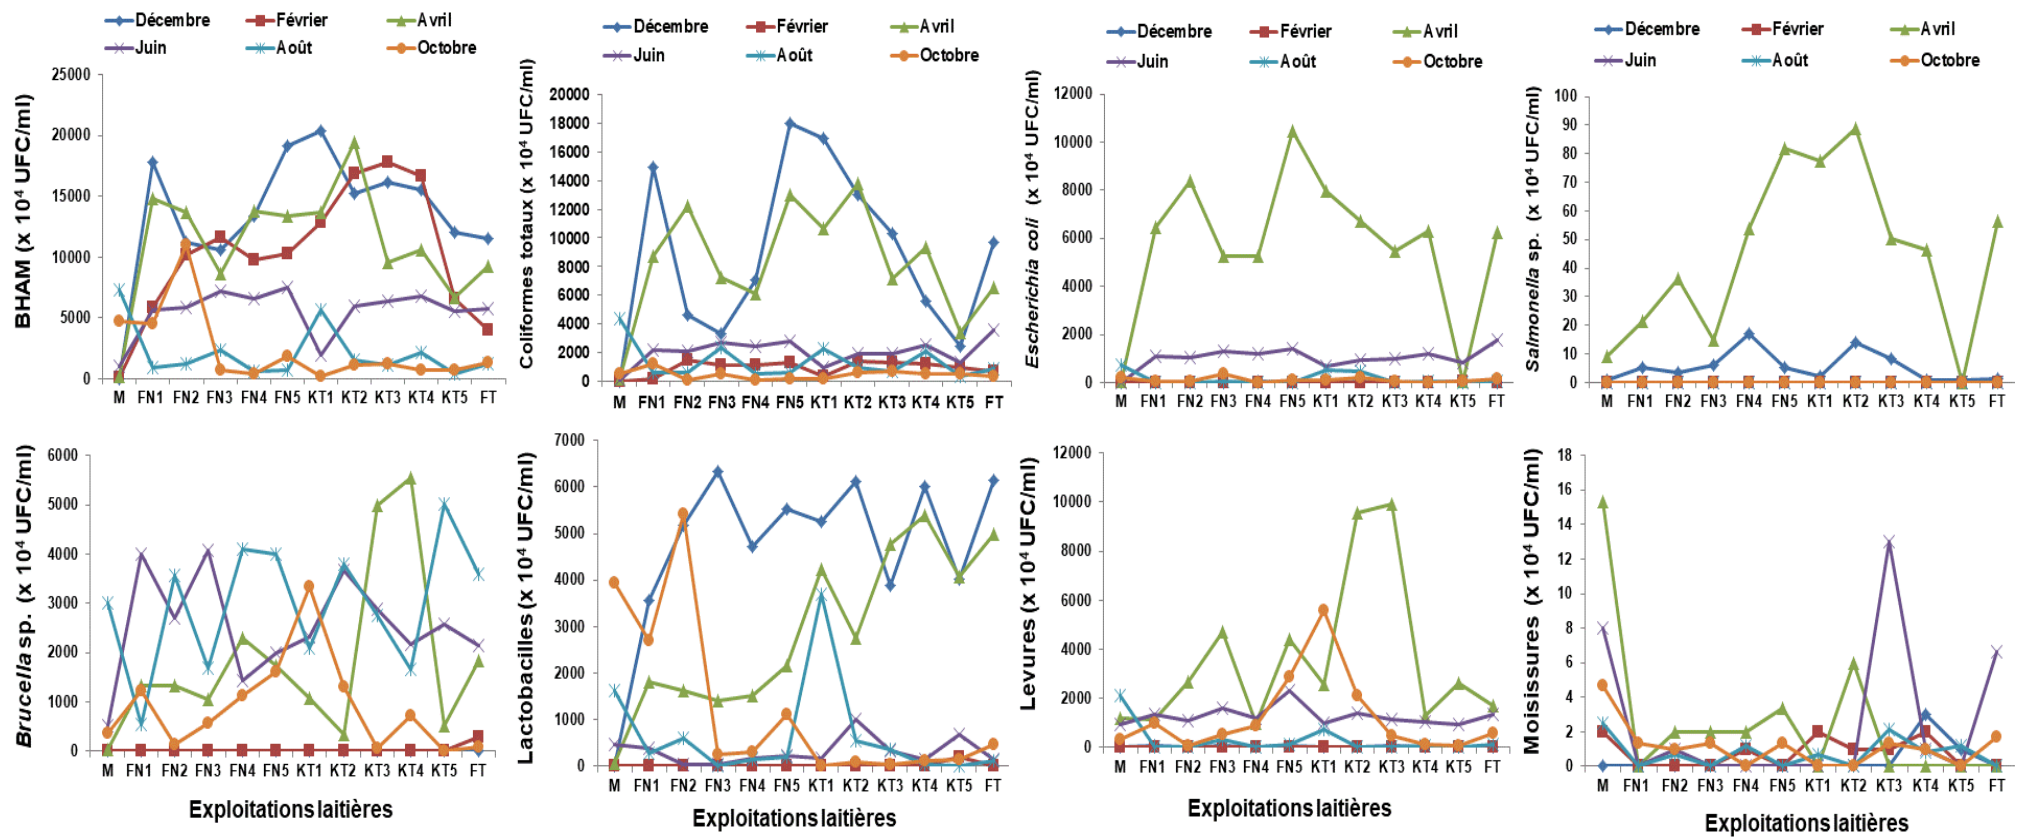 Décembre Février Avril
Juin Août Octobre
BHAM (x 10⁴ UFC/ml)
25000
20000
15000
10000
5000
0
M FN1 FN2 FN3 FN4 FN5 KT1 KT2 KT3 KT4 KT5 FT
Décembre Février Avril
Juin Août Octobre
Coliformes totaux (x 10⁴ UFC/ml)
20000
18000
16000
14000
12000
10000
8000
6000
4000
2000
0
M FN1 FN2 FN3 FN4 FN5 KT1 KT2 KT3 KT4 KT5 FT
Décembre Février Avril
Juin Août Octobre
Escherichia coli (x 10⁴ UFC/ml)
12000
10000
8000
6000
4000
2000
0
M FN1 FN2 FN3 FN4 FN5 KT1 KT2 KT3 KT4 KT5 FT
Décembre Février Avril
Juin Août Octobre
Salmonella sp. (x 10⁴ UFC/ml)
100
90
80
70
60
50
40
30
20
10
0
M FN1 FN2 FN3 FN4 FN5 KT1 KT2 KT3 KT4 KT5 FT
Brucella sp. (x 10⁴ UFC/ml)
6000
5000
4000
3000
2000
1000
0
M FN1 FN2 FN3 FN4 FN5 KT1 KT2 KT3 KT4 KT5 FT
Exploitations laitières
Lactobacilles (x 10⁴ UFC/ml)
7000
6000
5000
4000
3000
2000
1000
0
M FN1 FN2 FN3 FN4 FN5 KT1 KT2 KT3 KT4 KT5 FT
Exploitations laitières
Levures (x 10⁴ UFC/ml)
12000
10000
8000
6000
4000
2000
0
M FN1 FN2 FN3 FN4 FN5 KT1 KT2 KT3 KT4 KT5 FT
Exploitations laitières
Moisissures (x 10⁴ UFC/ml)
18
16
14
12
10
8
6
4
2
0
M FN1 FN2 FN3 FN4 FN5 KT1 KT2 KT3 KT4 KT5 FT
Exploitations laitières